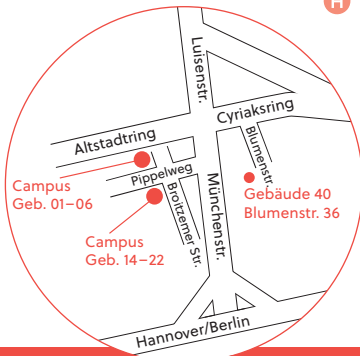 H
Luisenstr.
Cyriaksring
Altstadtring
Blumenstr.
Pippelweg
Campus
Geb. 01–06
Broitzemer Str.
Münchenstr.
Gebäude 40
Blumenstr. 36
Campus
Geb. 14–22
Hannover/Berlin